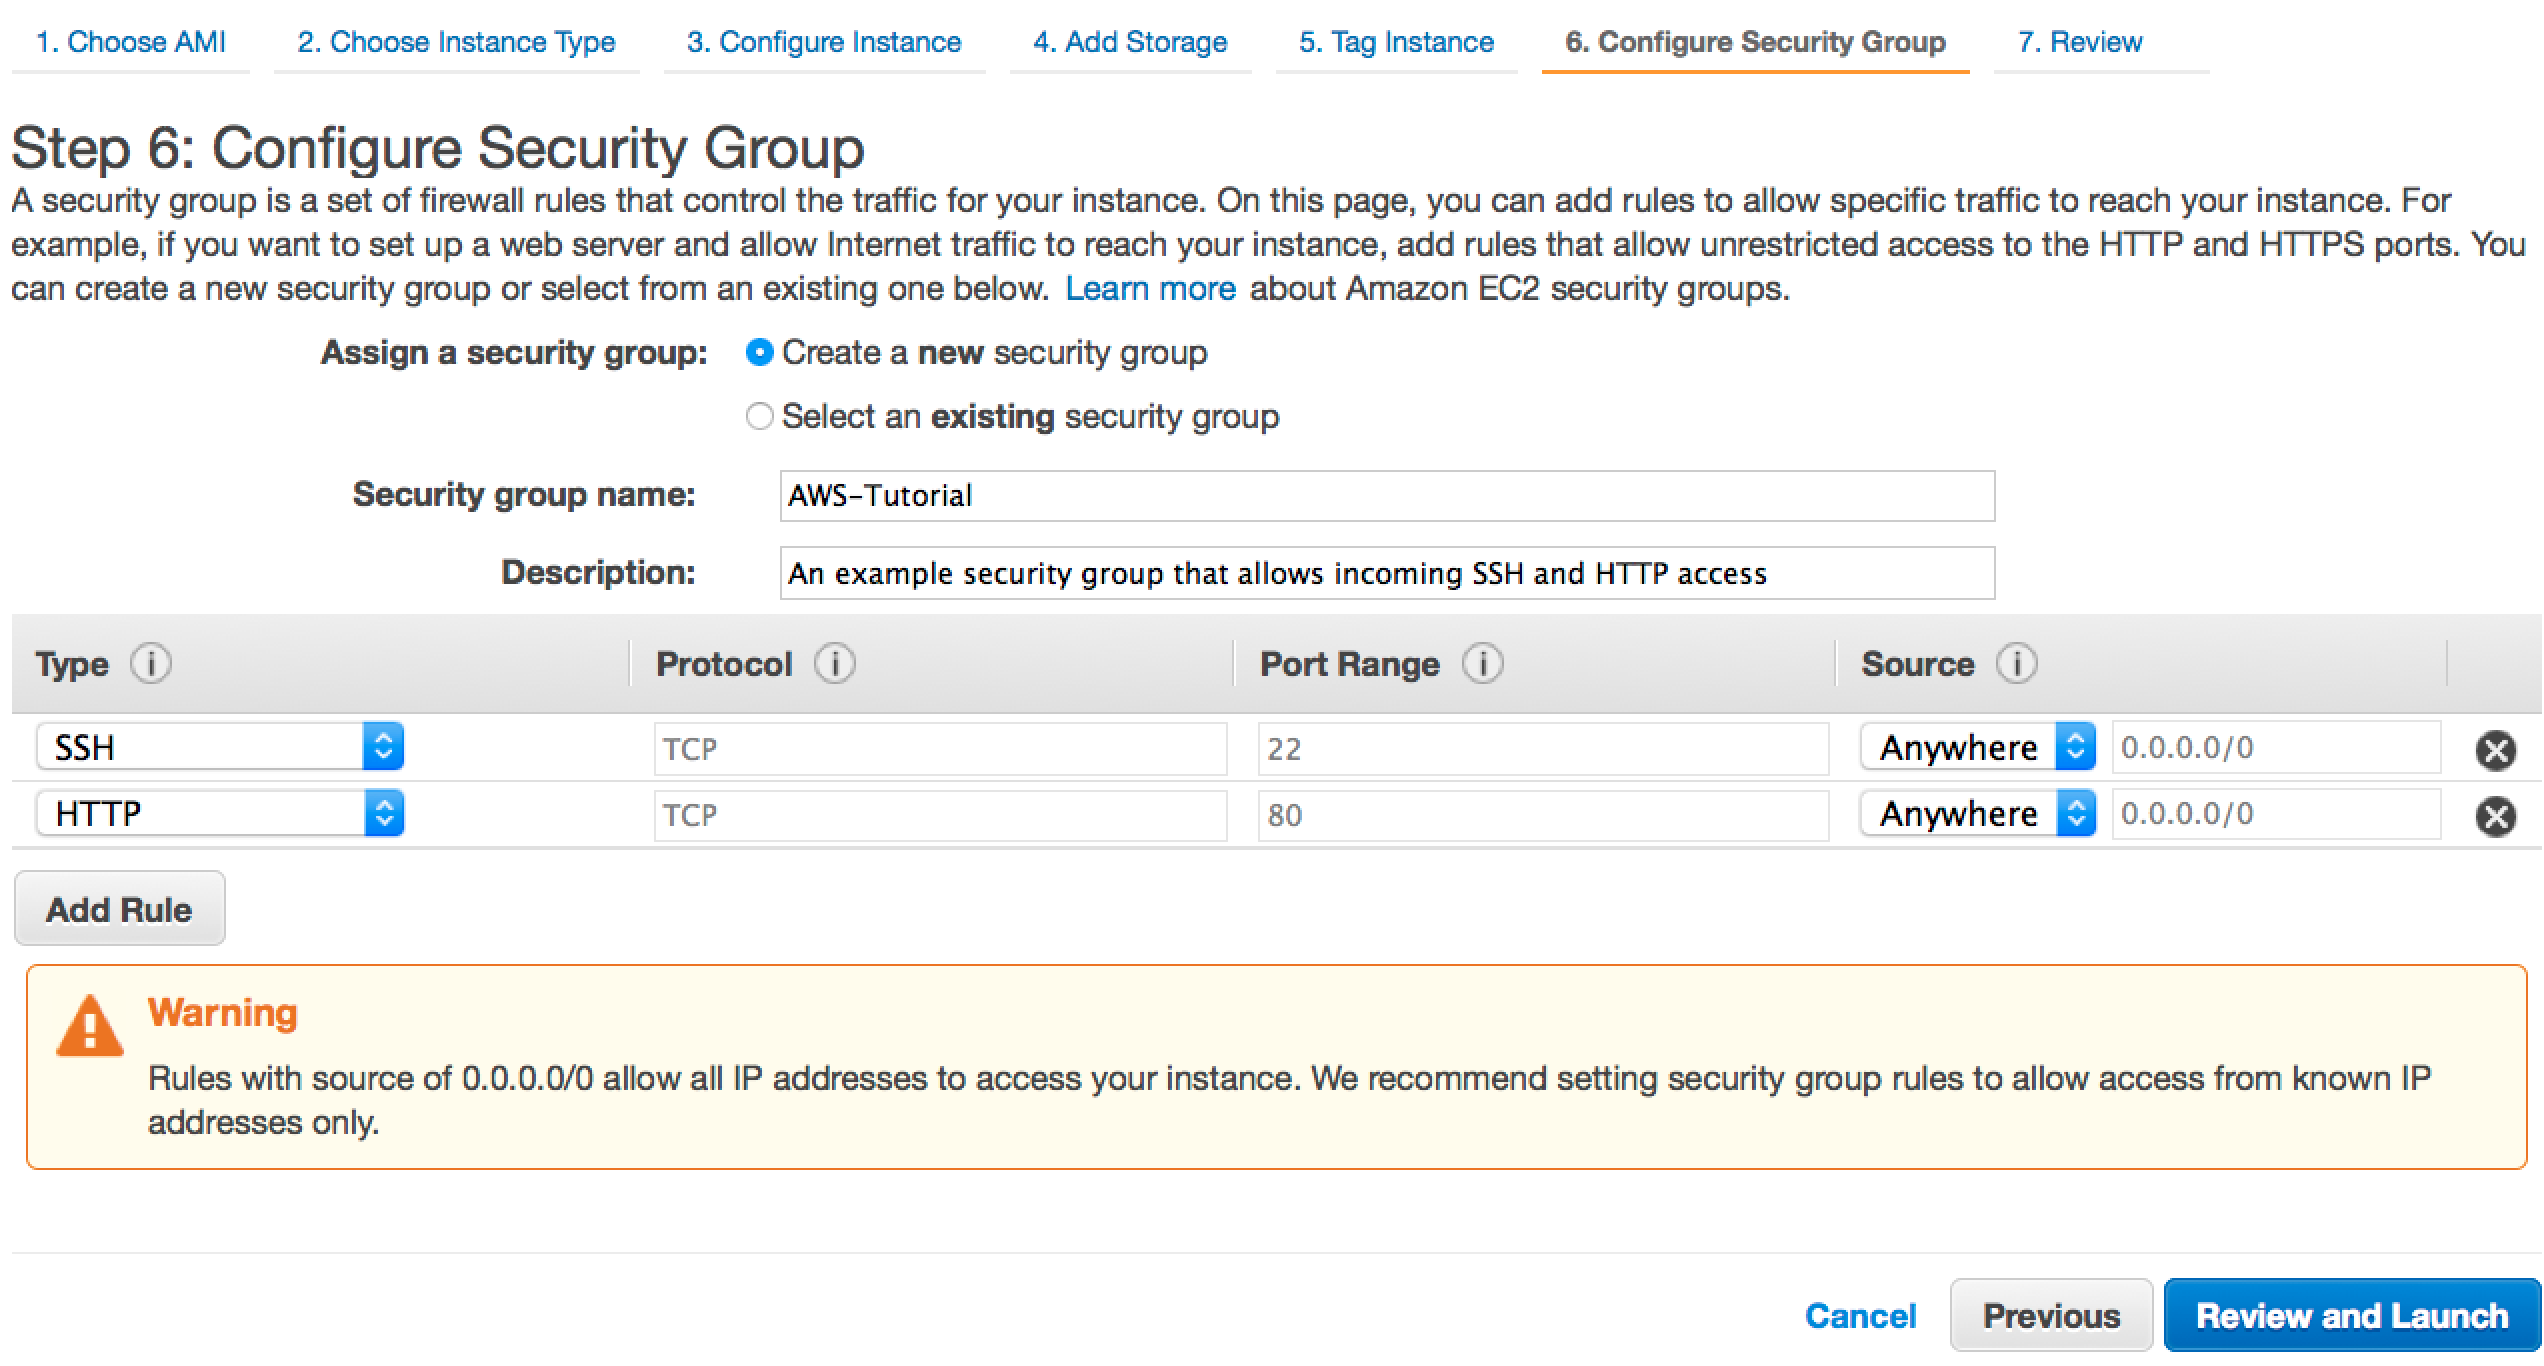 1. Choose AMI 2. Choose Instance Type 3. Configure Instance 4. Add Storage 5. Tag Instance 6. Configure Security Group 7. Review
Step 6: Configure Security Group
A security group is a set of firewall rules that control the traffic for your instance. On this page, you can add rules to allow specific traffic to reach your instance. For
example, if you want to set up a web server and allow Internet traffic to reach your instance, add rules that allow unrestricted access to the HTTP and HTTPS ports. You
can create a new security group or select from an existing one below. Learn more about Amazon EC2 security groups.
Assign a security group: Create a new security group
Select an existing security group
Security group name: AWS-Tutorial
Description: An example security group that allows incoming SSH and HTTP access
Type i Protocol i Port Range i Source i
SSH TCP 22 Anywhere 0.0.0.0/0
HTTP TCP 80 Anywhere 0.0.0.0/0
Add Rule
Warning
Rules with source of 0.0.0.0/0 allow all IP addresses to access your instance. We recommend setting security group rules to allow access from known IP
addresses only.
Cancel Previous Review and Launch